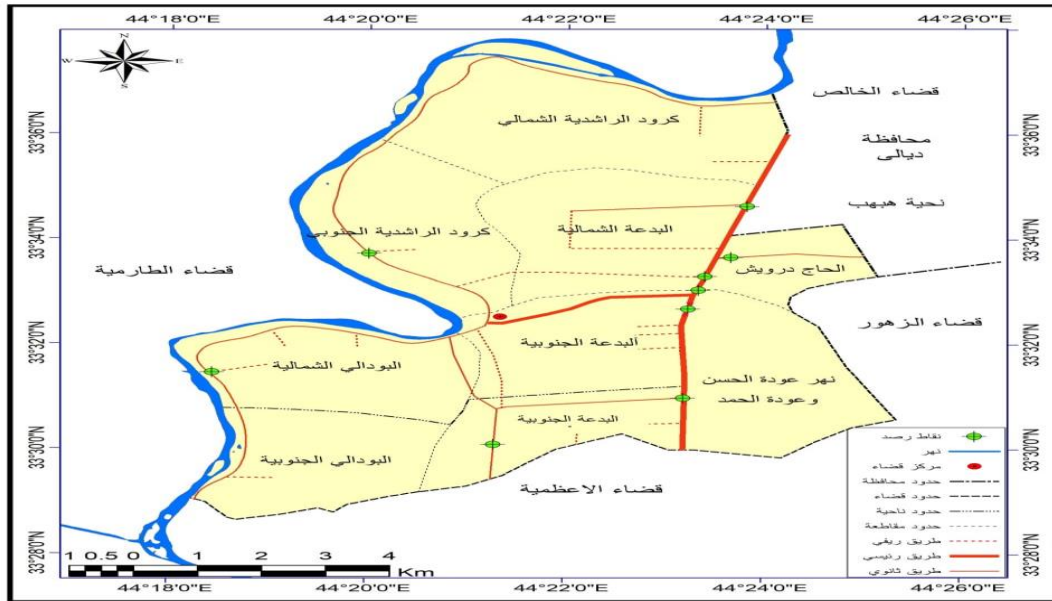 44°18'0"E 44°20'0"E 44°22'0"E 44°24'0"E 44°26'0"E
N
W E
S
قضاء الخالص
كرود الراشدية الشمالي
33°36'0"N 33°36'0"N
محافظة
ديالى
ناحية هبهب
البدعة الشمالية
كرود الراشدية الجنوبي
33°34'0"N 33°34'0"N
الحاج درويش
قضاء الطارمية
قضاء الزهور
33°32'0"N 33°32'0"N
البدعة الجنوبية
البودالي الشمالية
نهر عودة الحسن
وعودة الحمد
البدعة الجنوبية
البودالي الجنوبية
33°30'0"N 33°30'0"N
قضاء الاعظمية
نقاط رصد
نهر
مركز قضاء
حدود محافظة
حدود قضاء
حدود ناحية
حدود مقاطعة
طريق ريفي
طريق رئيسي
طريق ثانوي
33°28'0"N 33°28'0"N
1 0.5 0 1 2 3 4
Km
44°18'0"E 44°20'0"E 44°22'0"E 44°24'0"E 44°26'0"E